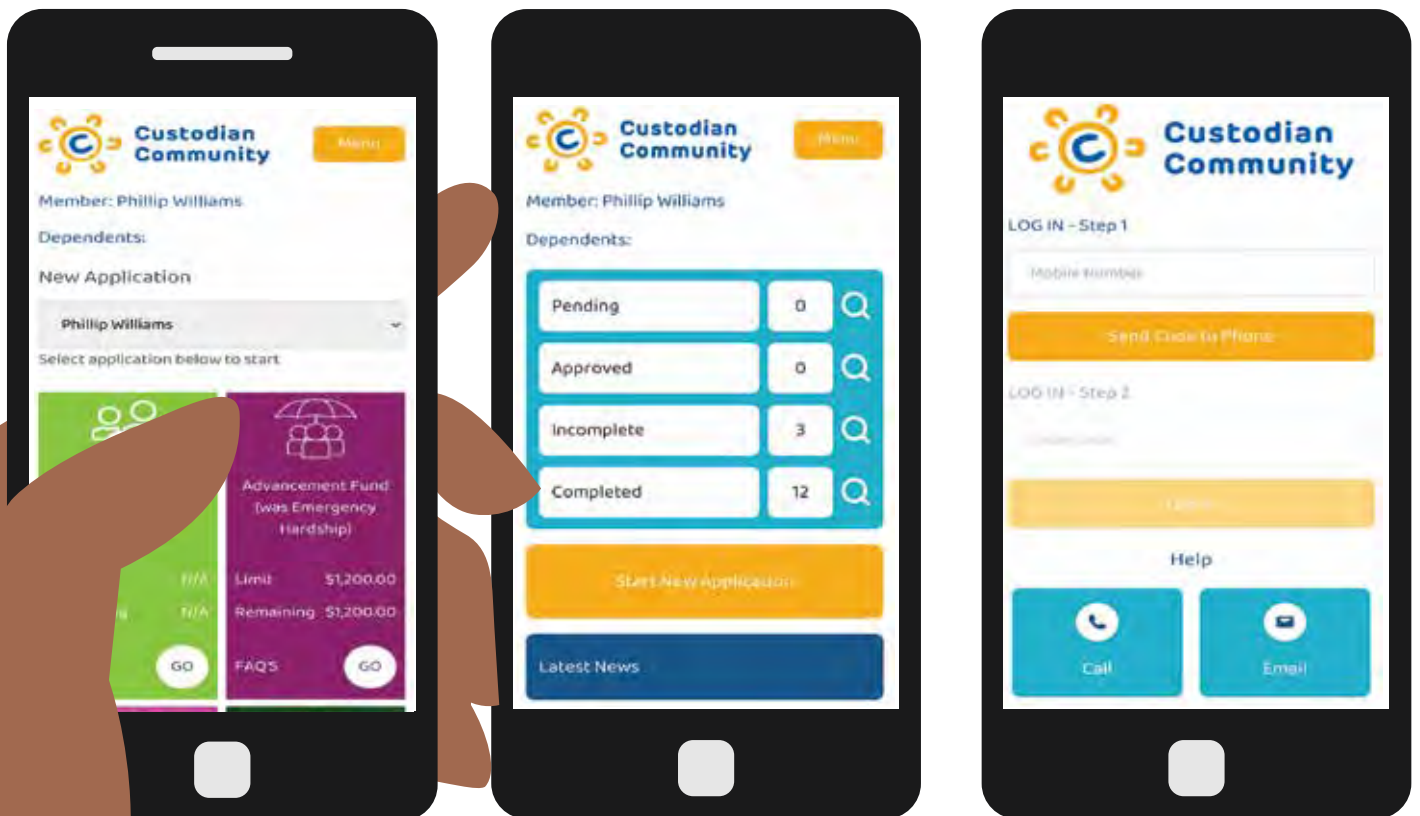 Custodian
Community
Menu
Member: Phillip Williams
Dependents:
New Application
Phillip Williams
Select application below to start
Advancement Fund
(was Emergency
Hardship)
N/A
N/A
Limit $1,200.00
Remaining $1,200.00
GO
FAQ'S
GO
Custodian
Community
Menu
Member: Phillip Williams
Dependents:
Pending 0
Approved 0
Incomplete 3
Completed 12
Start New Application
Latest News
Custodian
Community
LOG IN - Step 1
Mobile Number
Send Code to Phone
LOG IN - Step 2
Help
Call
Email